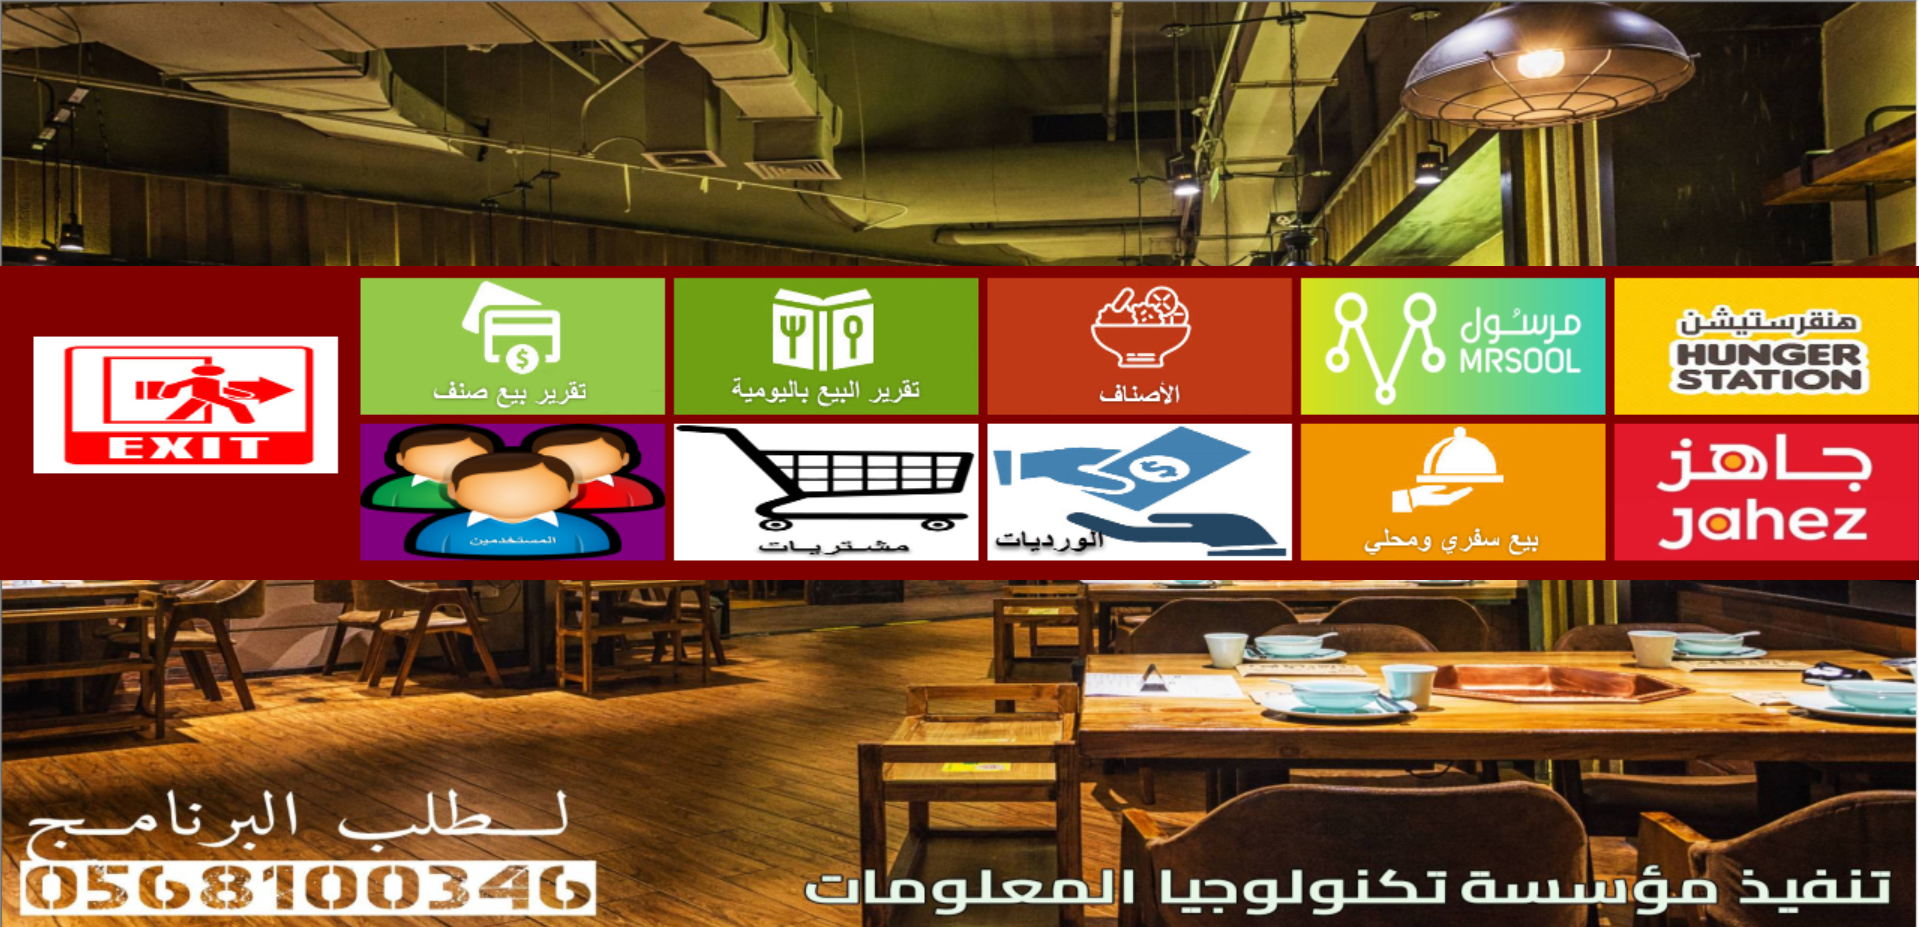 هنقرستيشن
HUNGER
STATION
مرسول
MRSOOL
الأصناف
تقرير البيع باليومية
تقرير بيع صنف
EXIT
جاهز
Jahez
بيع سفري ومحلي
الورديات
مشتريات
المستخدمين
لطلب البرنامج
0568100346
تنفيذ مؤسسة تكنولوجيا المعلومات